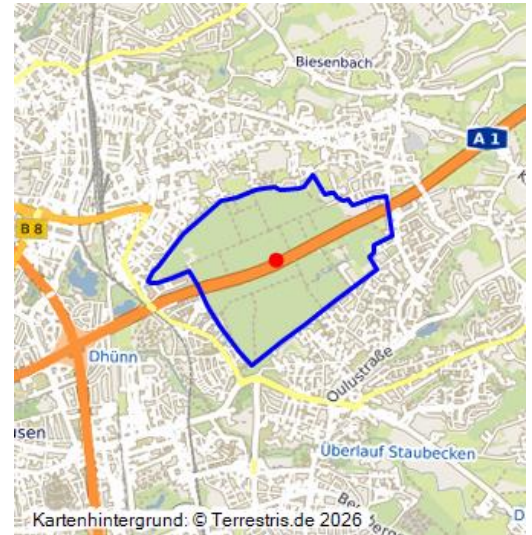 Biesenbach
A 1
B 8
Dhünn
Oulustraße
usen
Überlauf Staubecken
Kartenhintergrund: © Terrestris.de 2026